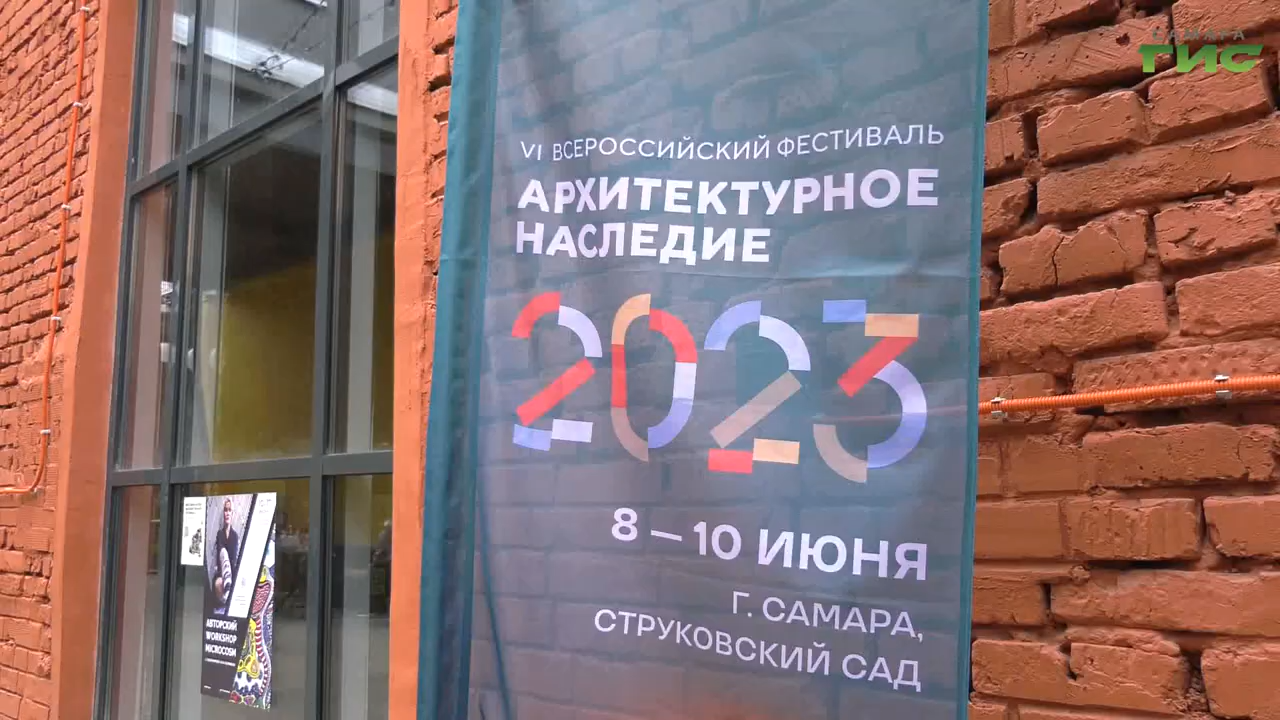 САМАРА
ГИС
VI ВСЕРОССИЙСКИЙ ФЕСТИВАЛЬ
АРХИТЕКТУРНОЕ
НАСЛЕДИЕ
2023
8 — 10 ИЮНЯ
Г. САМАРА,
СТРУКОВСКИЙ САД
АВТОРСКИЙ
WORKSHOP
MICROCOSM